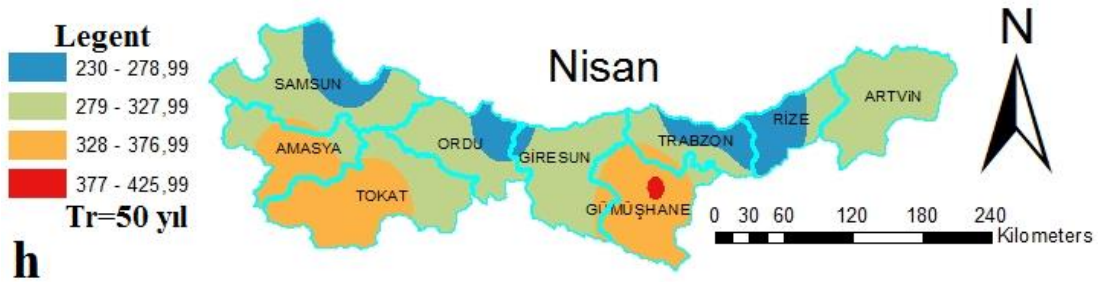 Legent
230 - 278,99
279 - 327,99
328 - 376,99
377 - 425,99
Tr=50 yıl
h
Nisan
SAMSUN
AMASYA
TOKAT
ORDU
GİRESUN
GÜMÜŞHANE
TRABZON
RİZE
ARTVİN
N
0 30 60 120 180 240
Kilometers